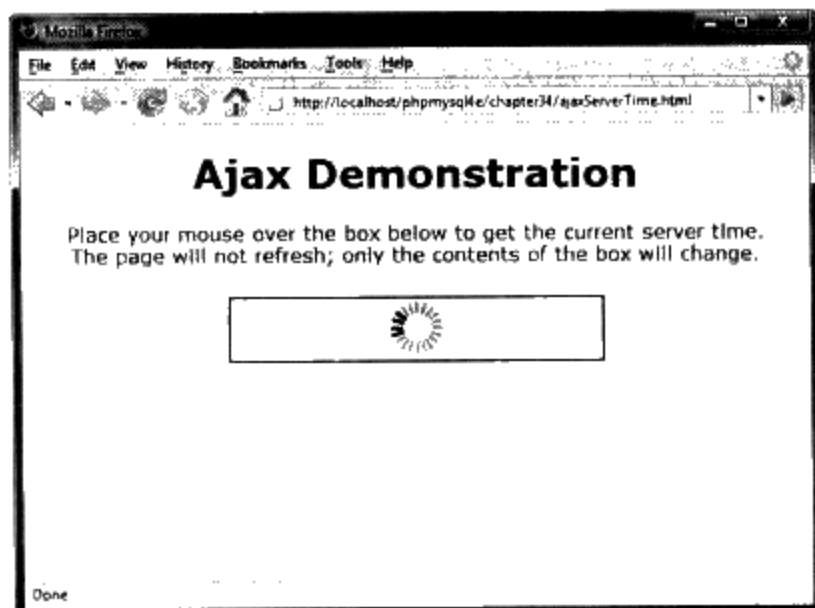 Mozilla Firefox
File Edit View History Bookmarks Tools Help
http://localhost/phpmysql4e/chapter34/ajaxServerTime.html
Ajax Demonstration
Place your mouse over the box below to get the current server time.
The page will not refresh; only the contents of the box will change.
Done